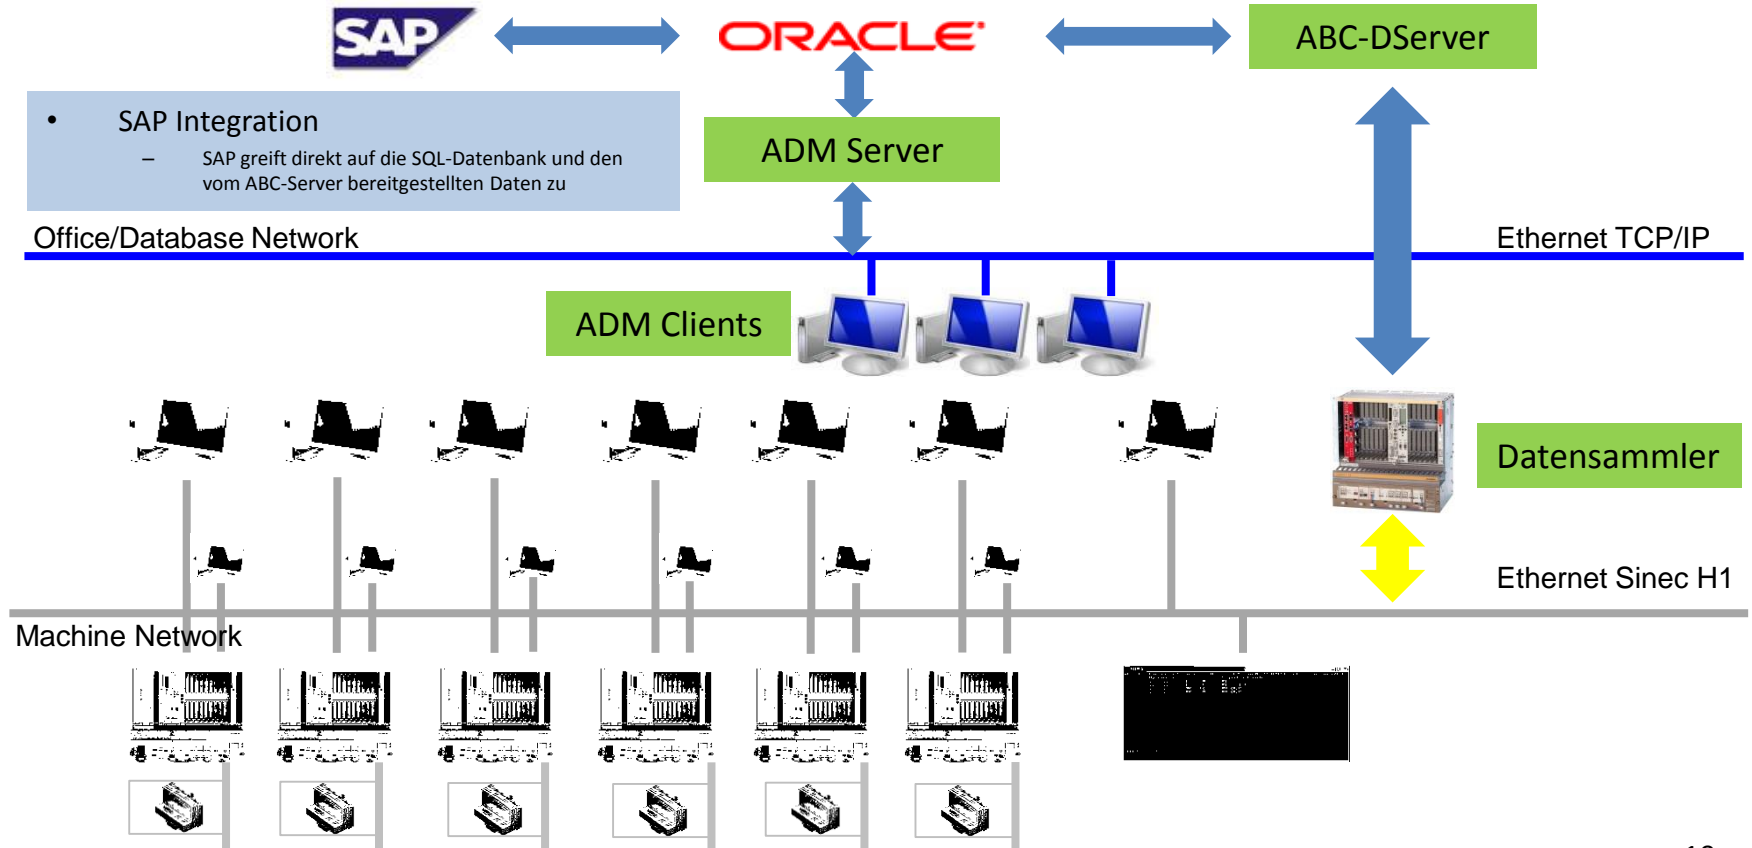 SAP
ORACLE
ABC-DServer
• SAP Integration
– SAP greift direkt auf die SQL-Datenbank und den
vom ABC-Server bereitgestellten Daten zu
ADM Server
Office/Database Network
Ethernet TCP/IP
ADM Clients
Datensammler
Ethernet Sinec H1
Machine Network